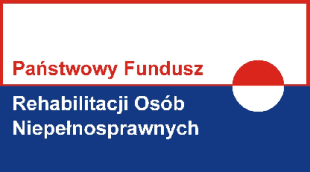 Państwowy Fundusz
Rehabilitacji Osób
Niepełnosprawnych